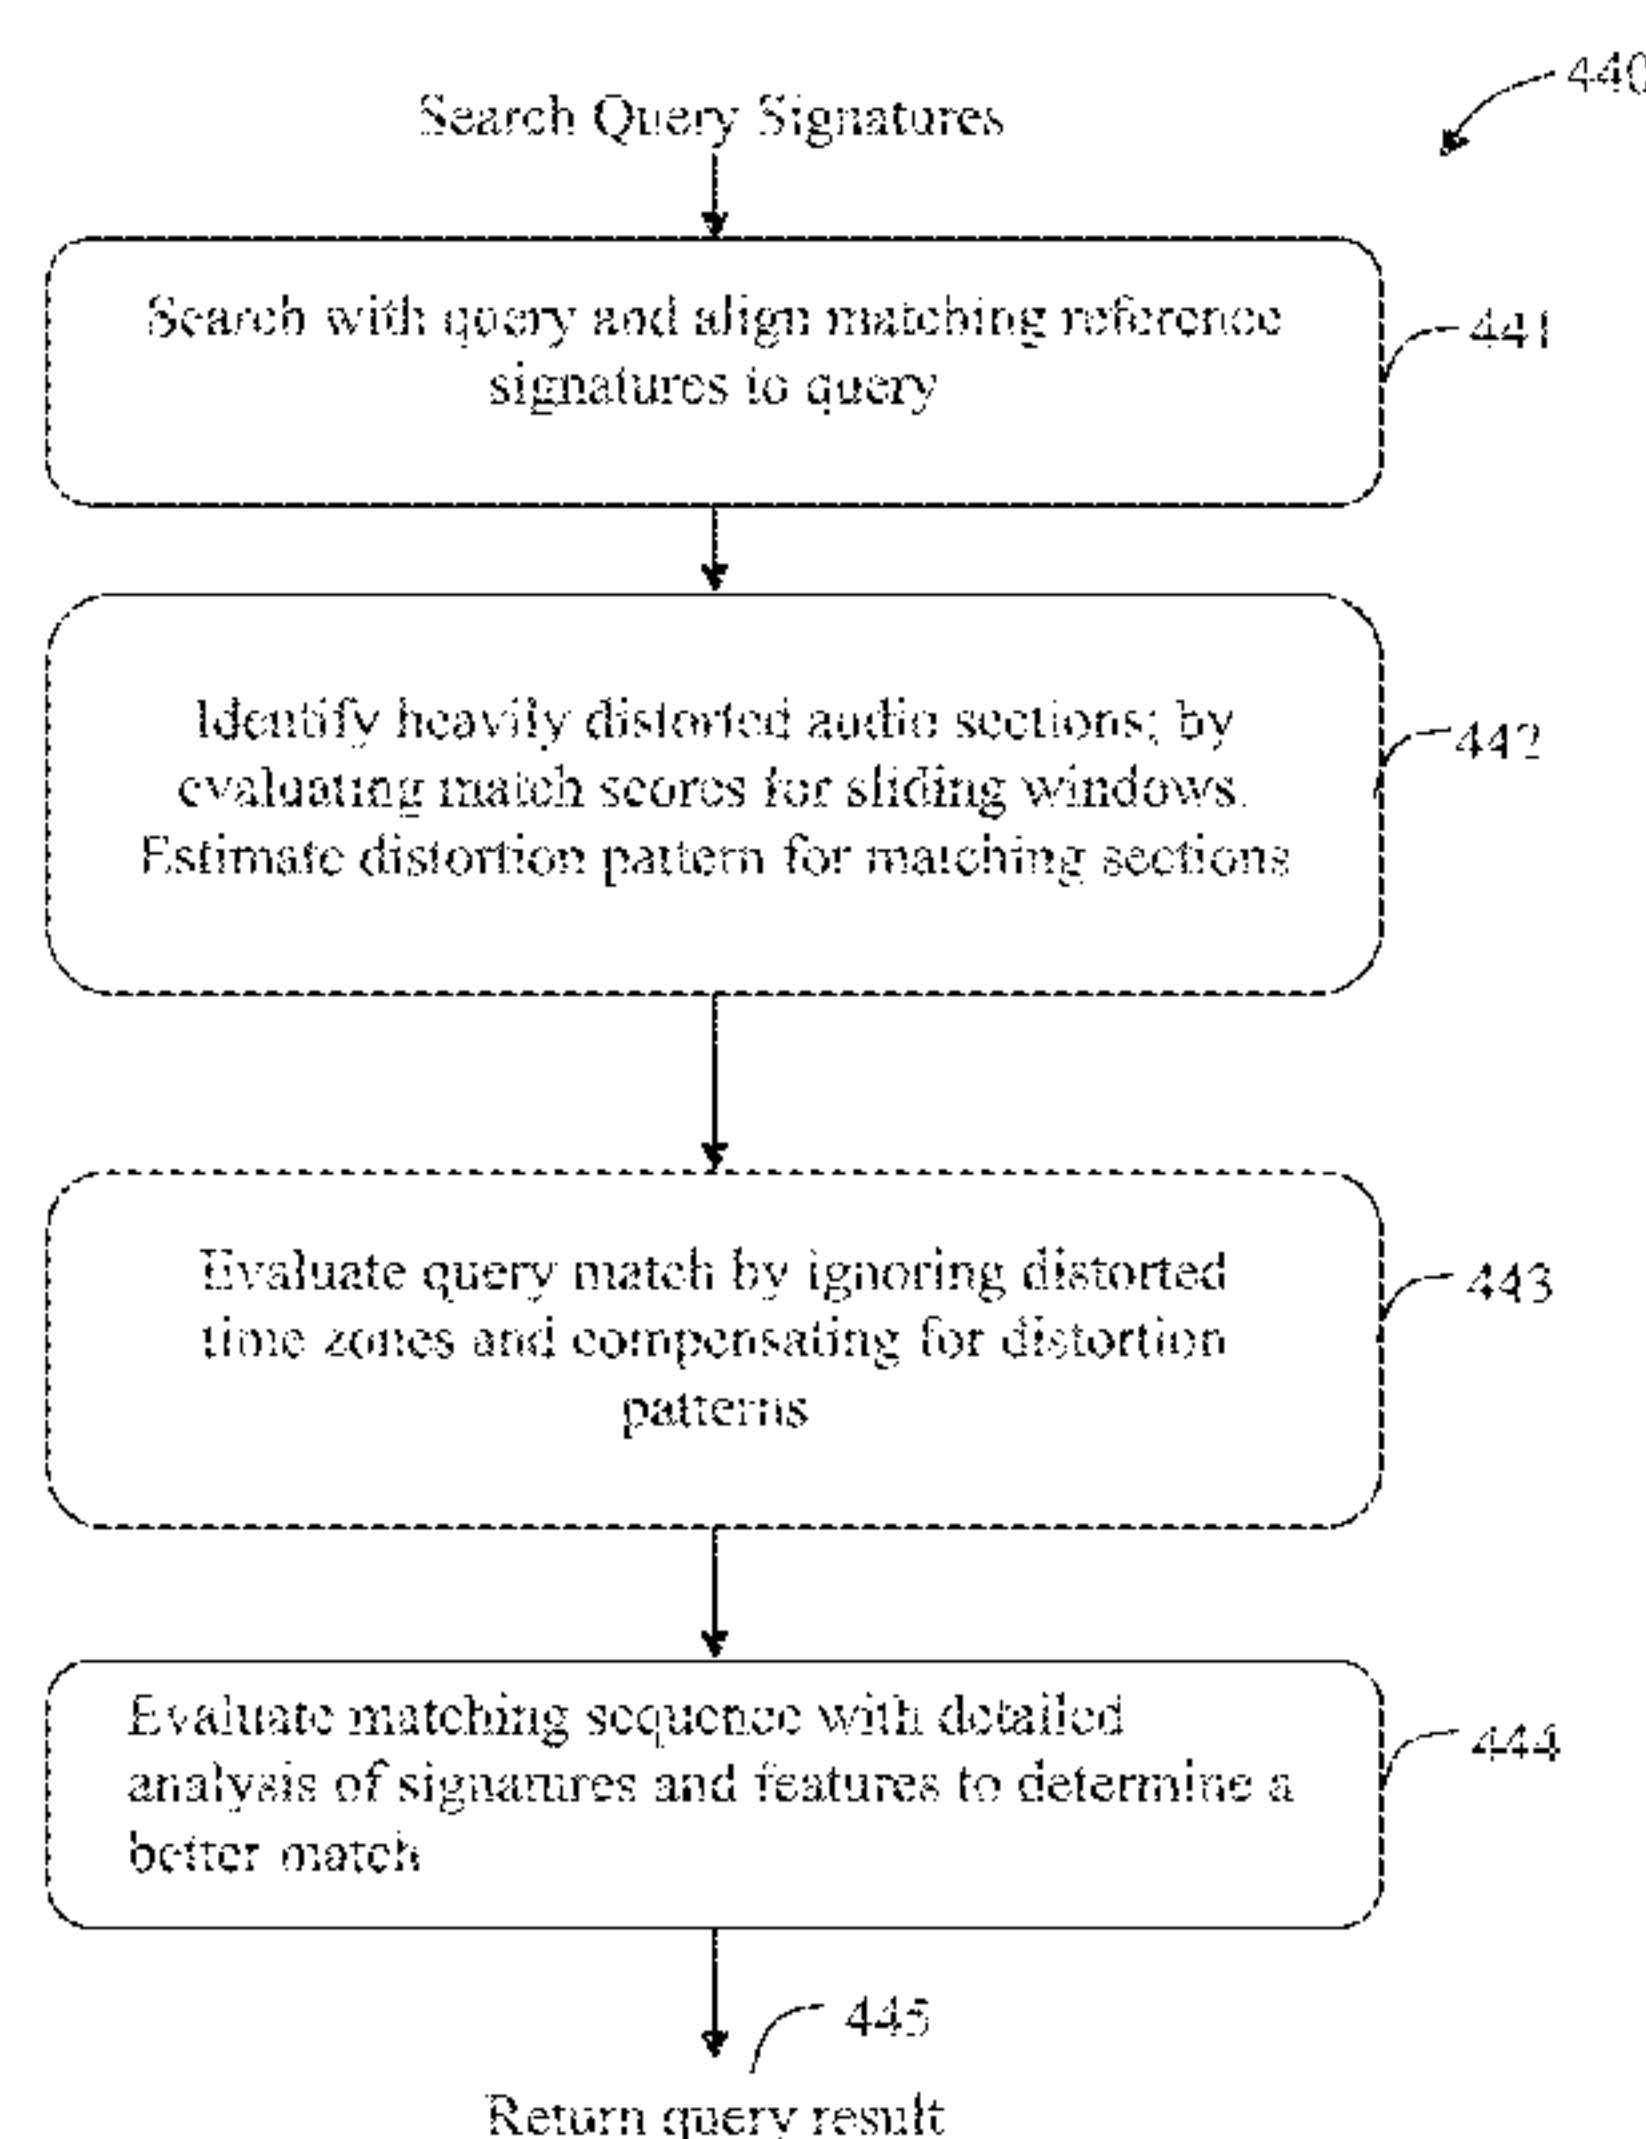 440
Search Query Signatures
Search with query and align matching reference
signatures to query
441
Identify heavily distorted audio sections; by
evaluating match scores for sliding windows.
Estimate distortion pattern for matching sections
442
Evaluate query match by ignoring distorted
time zones and compensating for distortion
patterns
443
Evaluate matching sequence with detailed
analysis of signatures and features to determine a
better match
444
445
Return query result